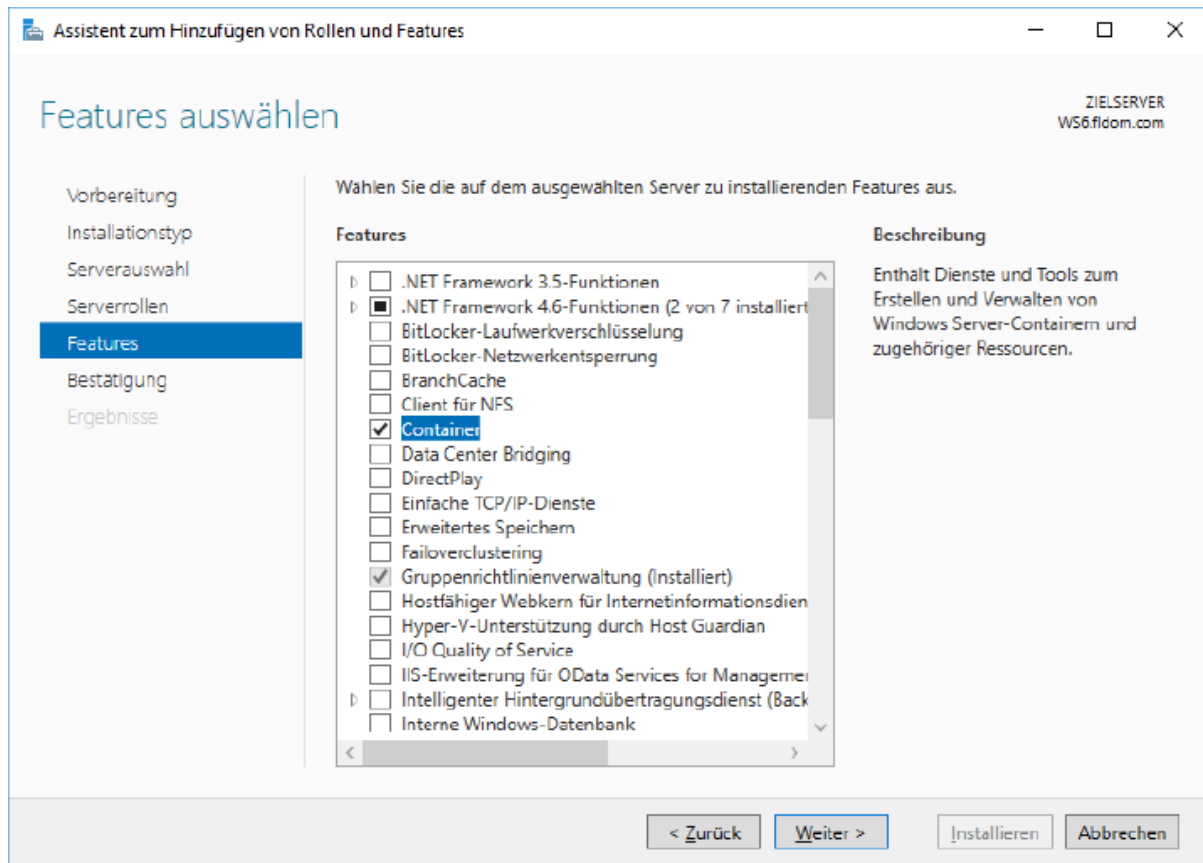 Assistent zum Hinzufügen von Rollen und Features
Features auswählen
ZIELSERVER
WS6.fldom.com
Vorbereitung
Installationstyp
Serverauswahl
Serverrollen
Features
Bestätigung
Ergebnisse
Wählen Sie die auf dem ausgewählten Server zu installierenden Features aus.
Features
.NET Framework 3.5-Funktionen
.NET Framework 4.6-Funktionen (2 von 7 installiert
BitLocker-Laufwerkverschlüsselung
BitLocker-Netzwerkentsperrung
BranchCache
Client für NFS
Container
Data Center Bridging
DirectPlay
Einfache TCP/IP-Dienste
Erweitertes Speichern
Failoverclustering
Gruppenrichtlinienverwaltung (Installiert)
Hostfähiger Webkern für Internetinformationsdien
Hyper-V-Unterstützung durch Host Guardian
I/O Quality of Service
IIS-Erweiterung für OData Services for Managemen
Intelligenter Hintergrundübertragungsdienst (Back
Interne Windows-Datenbank
Beschreibung
Enthält Dienste und Tools zum
Erstellen und Verwalten von
Windows Server-Containern und
zugehöriger Ressourcen.
< Zurück
Weiter >
Installieren
Abbrechen